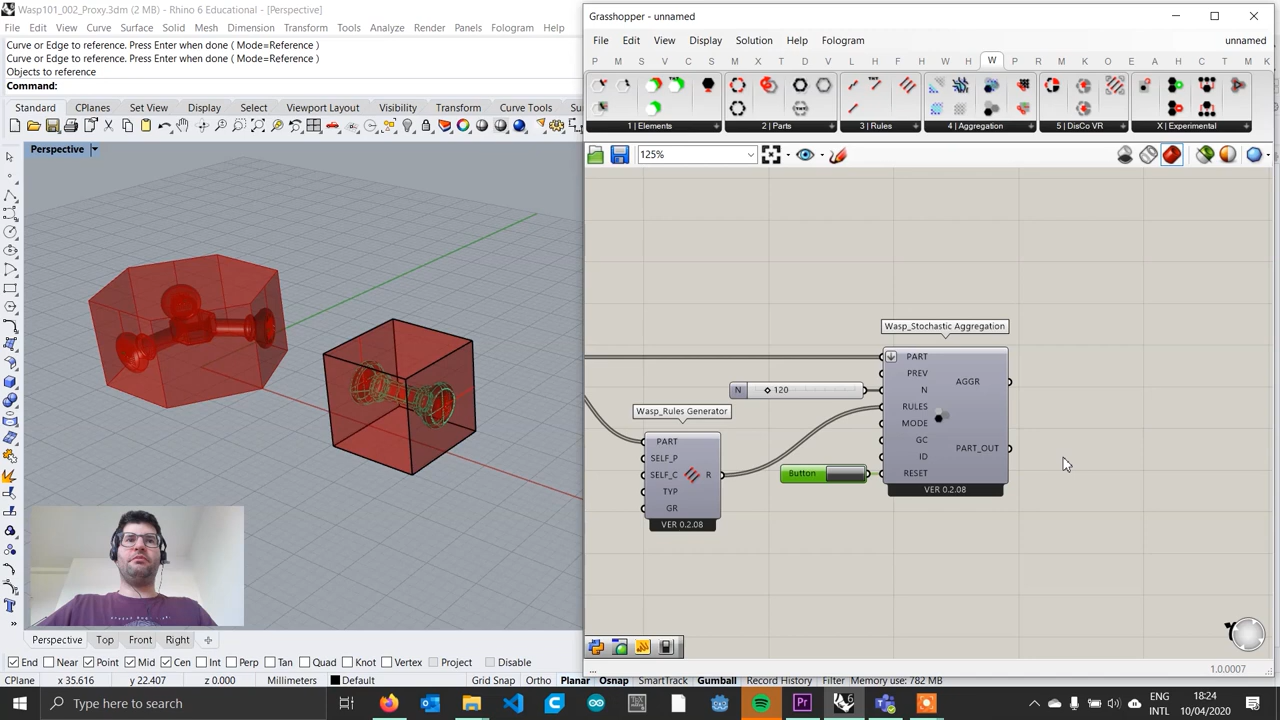 Wasp101_002_Proxy.3dm (2 MB) - Rhino 6 Educational - [Perspective]
File Edit View Curve Surface Solid Mesh Dimension Transform Tools Analyze Render Panels Fologram Help
Curve or Edge to reference. Press Enter when done ( Mode=Reference )
Curve or Edge to reference. Press Enter when done ( Mode=Reference )
Objects to reference
Command:
Standard CPlanes Set View Display Select Viewport Layout Visibility Transform Curve Tools Su
Perspective
Perspective Top Front Right
End Near Point Mid Cen Int Perp Tan Quad Knot Vertex Project Disable
CPlane x 35.616 y 22.407 z 0.000 Millimeters Default Grid Snap Ortho Planar Osnap SmartTrack Gumball Record History Filter Memory use: 782 MB
Grasshopper - unnamed
File Edit View Display Solution Help Fologram unnamed
P M S V C S M X S T D W L H F A H W H W P R M K A E A T M K
1 | Elements 2 | Parts 3 | Rules 4 | Aggregation 5 | DisCo VR X | Experimental
125%
Wasp_Stochastic Aggregation
PART
PREV
N
RULES
MODE
GC
ID
RESET
AGGR
PART_OUT
VER 0.2.08
N 120
Wasp_Rules Generator
PART
SELF_P
SELF_C
TYP
GR
R
VER 0.2.08
Button
...
1.0.0007
Type here to search
ENG
INTL
18:24
10/04/2020